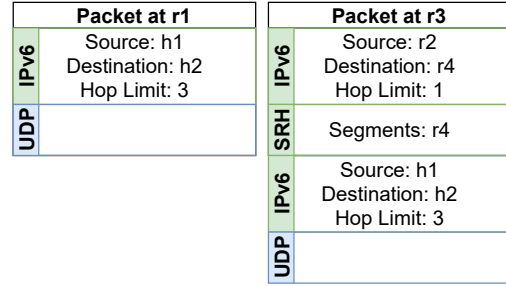 Packet at r1
IPv6
Source: h1
Destination: h2
Hop Limit: 3
UDP
Packet at r3
IPv6
Source: r2
Destination: r4
Hop Limit: 1
SRH
Segments: r4
IPv6
Source: h1
Destination: h2
Hop Limit: 3
UDP